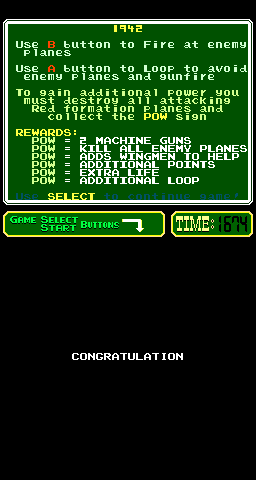 1942
Use B button to Fire at enemy
planes
Use A button to Loop to avoid
enemy planes and gunfire
To gain additional power you
must destroy all attacking
Red formation planes and
collect the POW sign
REWARDS:
POW = 2 MACHINE GUNS
POW = KILL ALL ENEMY PLANES
POW = ADDS WINGMEN TO HELP
POW = ADDITIONAL POINTS
POW = EXTRA LIFE
POW = ADDITIONAL LOOP
SELECT
GAME SELECT
START BUTTONS
TIME: 1674
CONGRATULATION